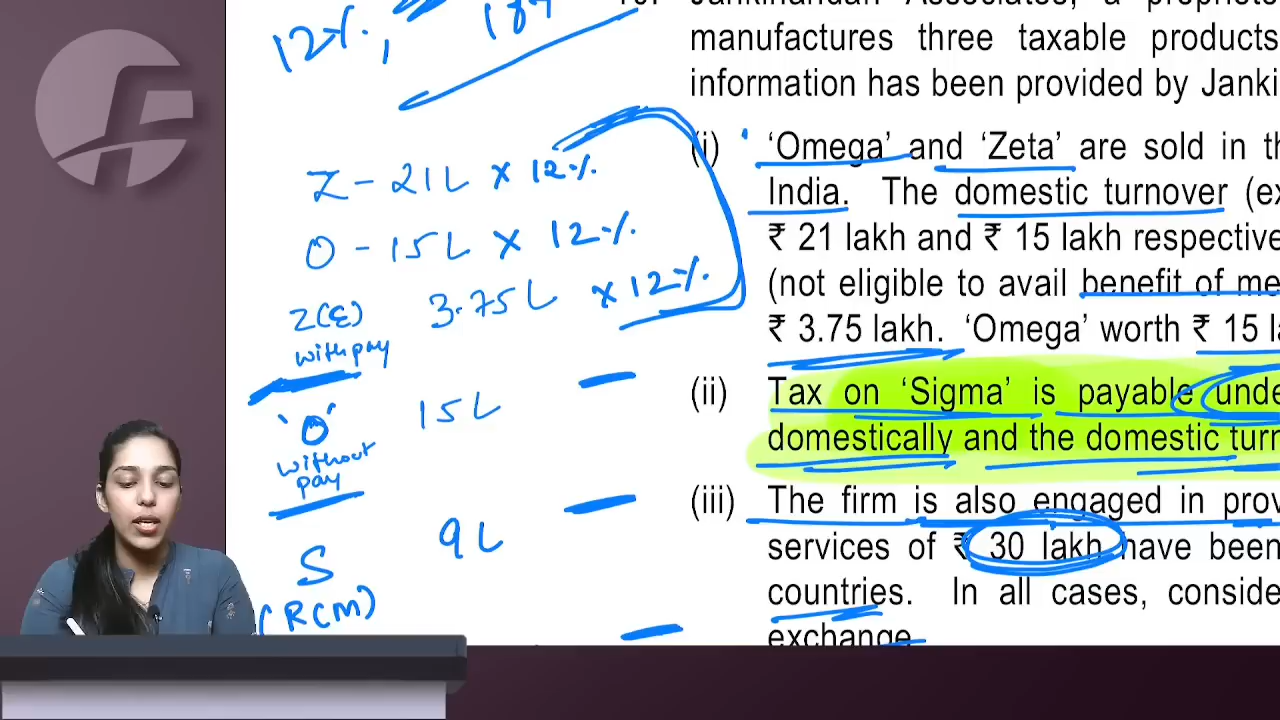 12%, 18%
Z - 21L x 12%
O - 15L x 12%
Z(E) 3.75L x 12%
with pay
'O' 15L
without
pay
S 9L
(RCM)
10. Jankinandan Associates, a propriet
manufactures three taxable products
information has been provided by Janki
(i) 'Omega' and 'Zeta' are sold in th
India. The domestic turnover (ex
₹ 21 lakh and ₹ 15 lakh respective
(not eligible to avail benefit of me
₹ 3.75 lakh. 'Omega' worth ₹ 15 la
(ii) Tax on 'Sigma' is payable unde
domestically and the domestic turn
(iii) The firm is also engaged in prov
services of ₹ 30 lakh have been
countries. In all cases, conside
exchange.